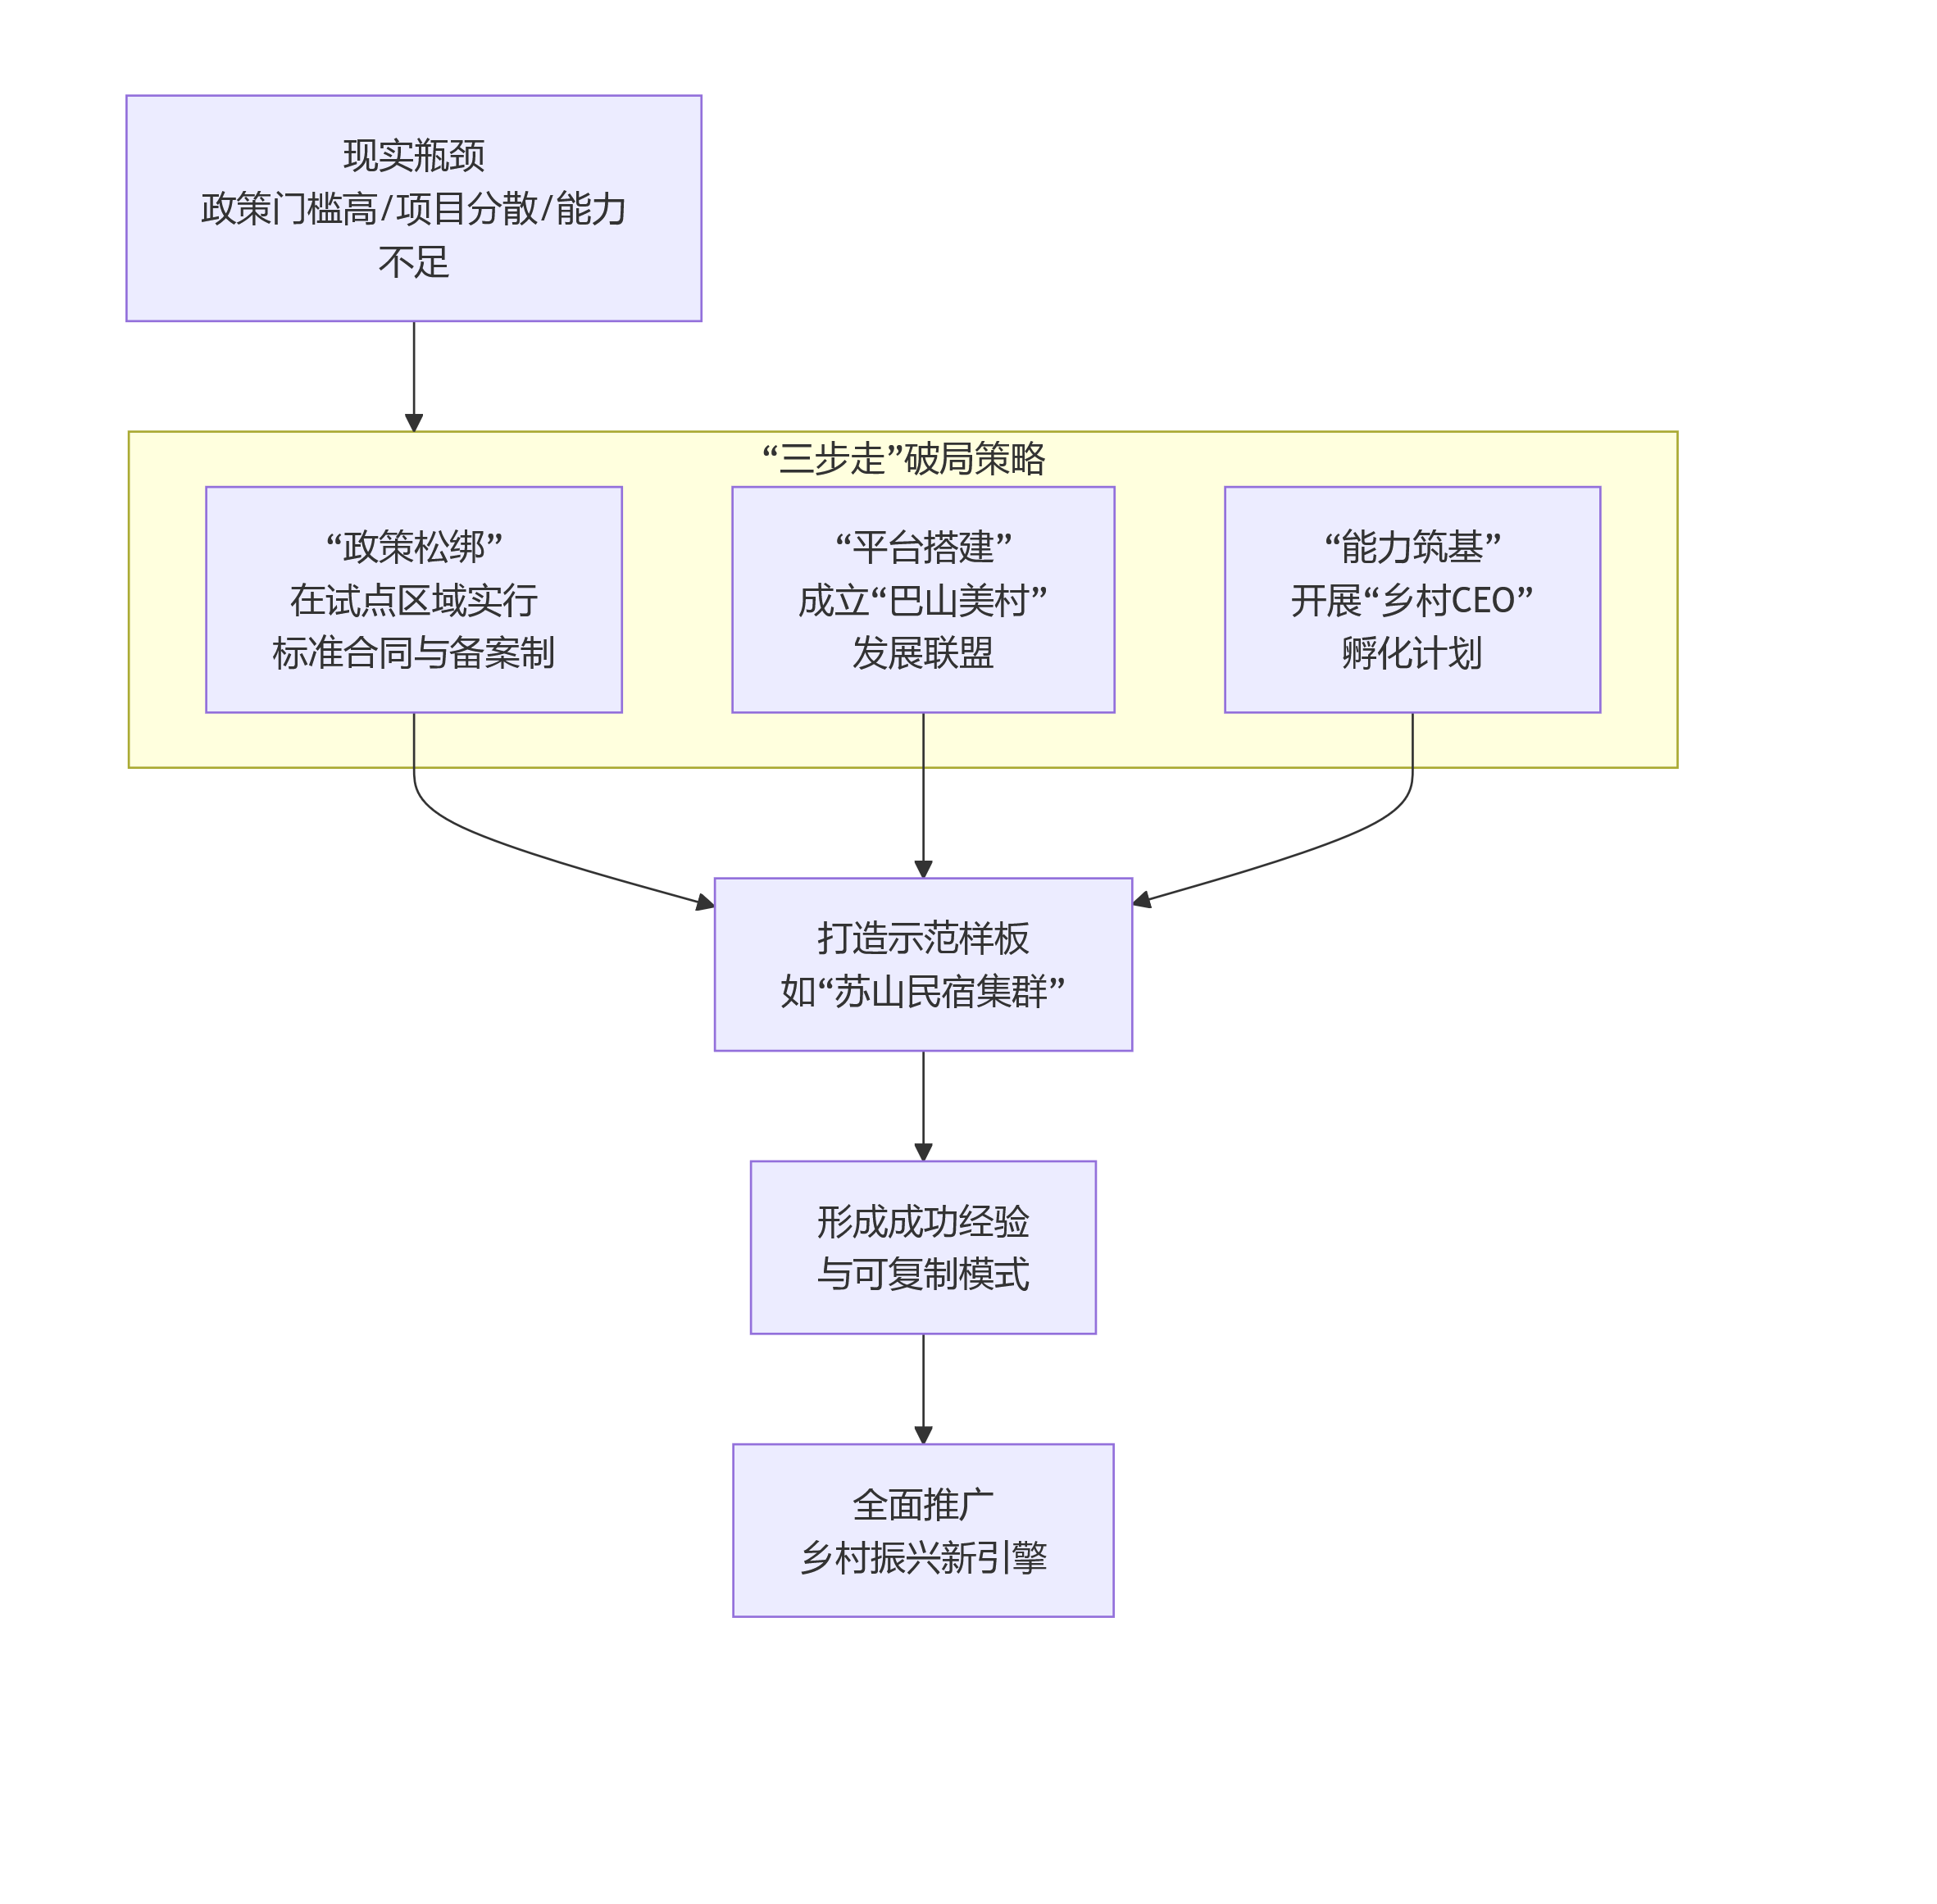 现实瓶颈
政策门槛高/项目分散/能力
不足
“三步走”破局策略
“政策松绑”
在试点区域实行
标准合同与备案制
“平台搭建”
成立“巴山美村”
发展联盟
“能力筑基”
开展“乡村CEO”
孵化计划
打造示范样板
如“苏山民宿集群”
形成成功经验
与可复制模式
全面推广
乡村振兴新引擎